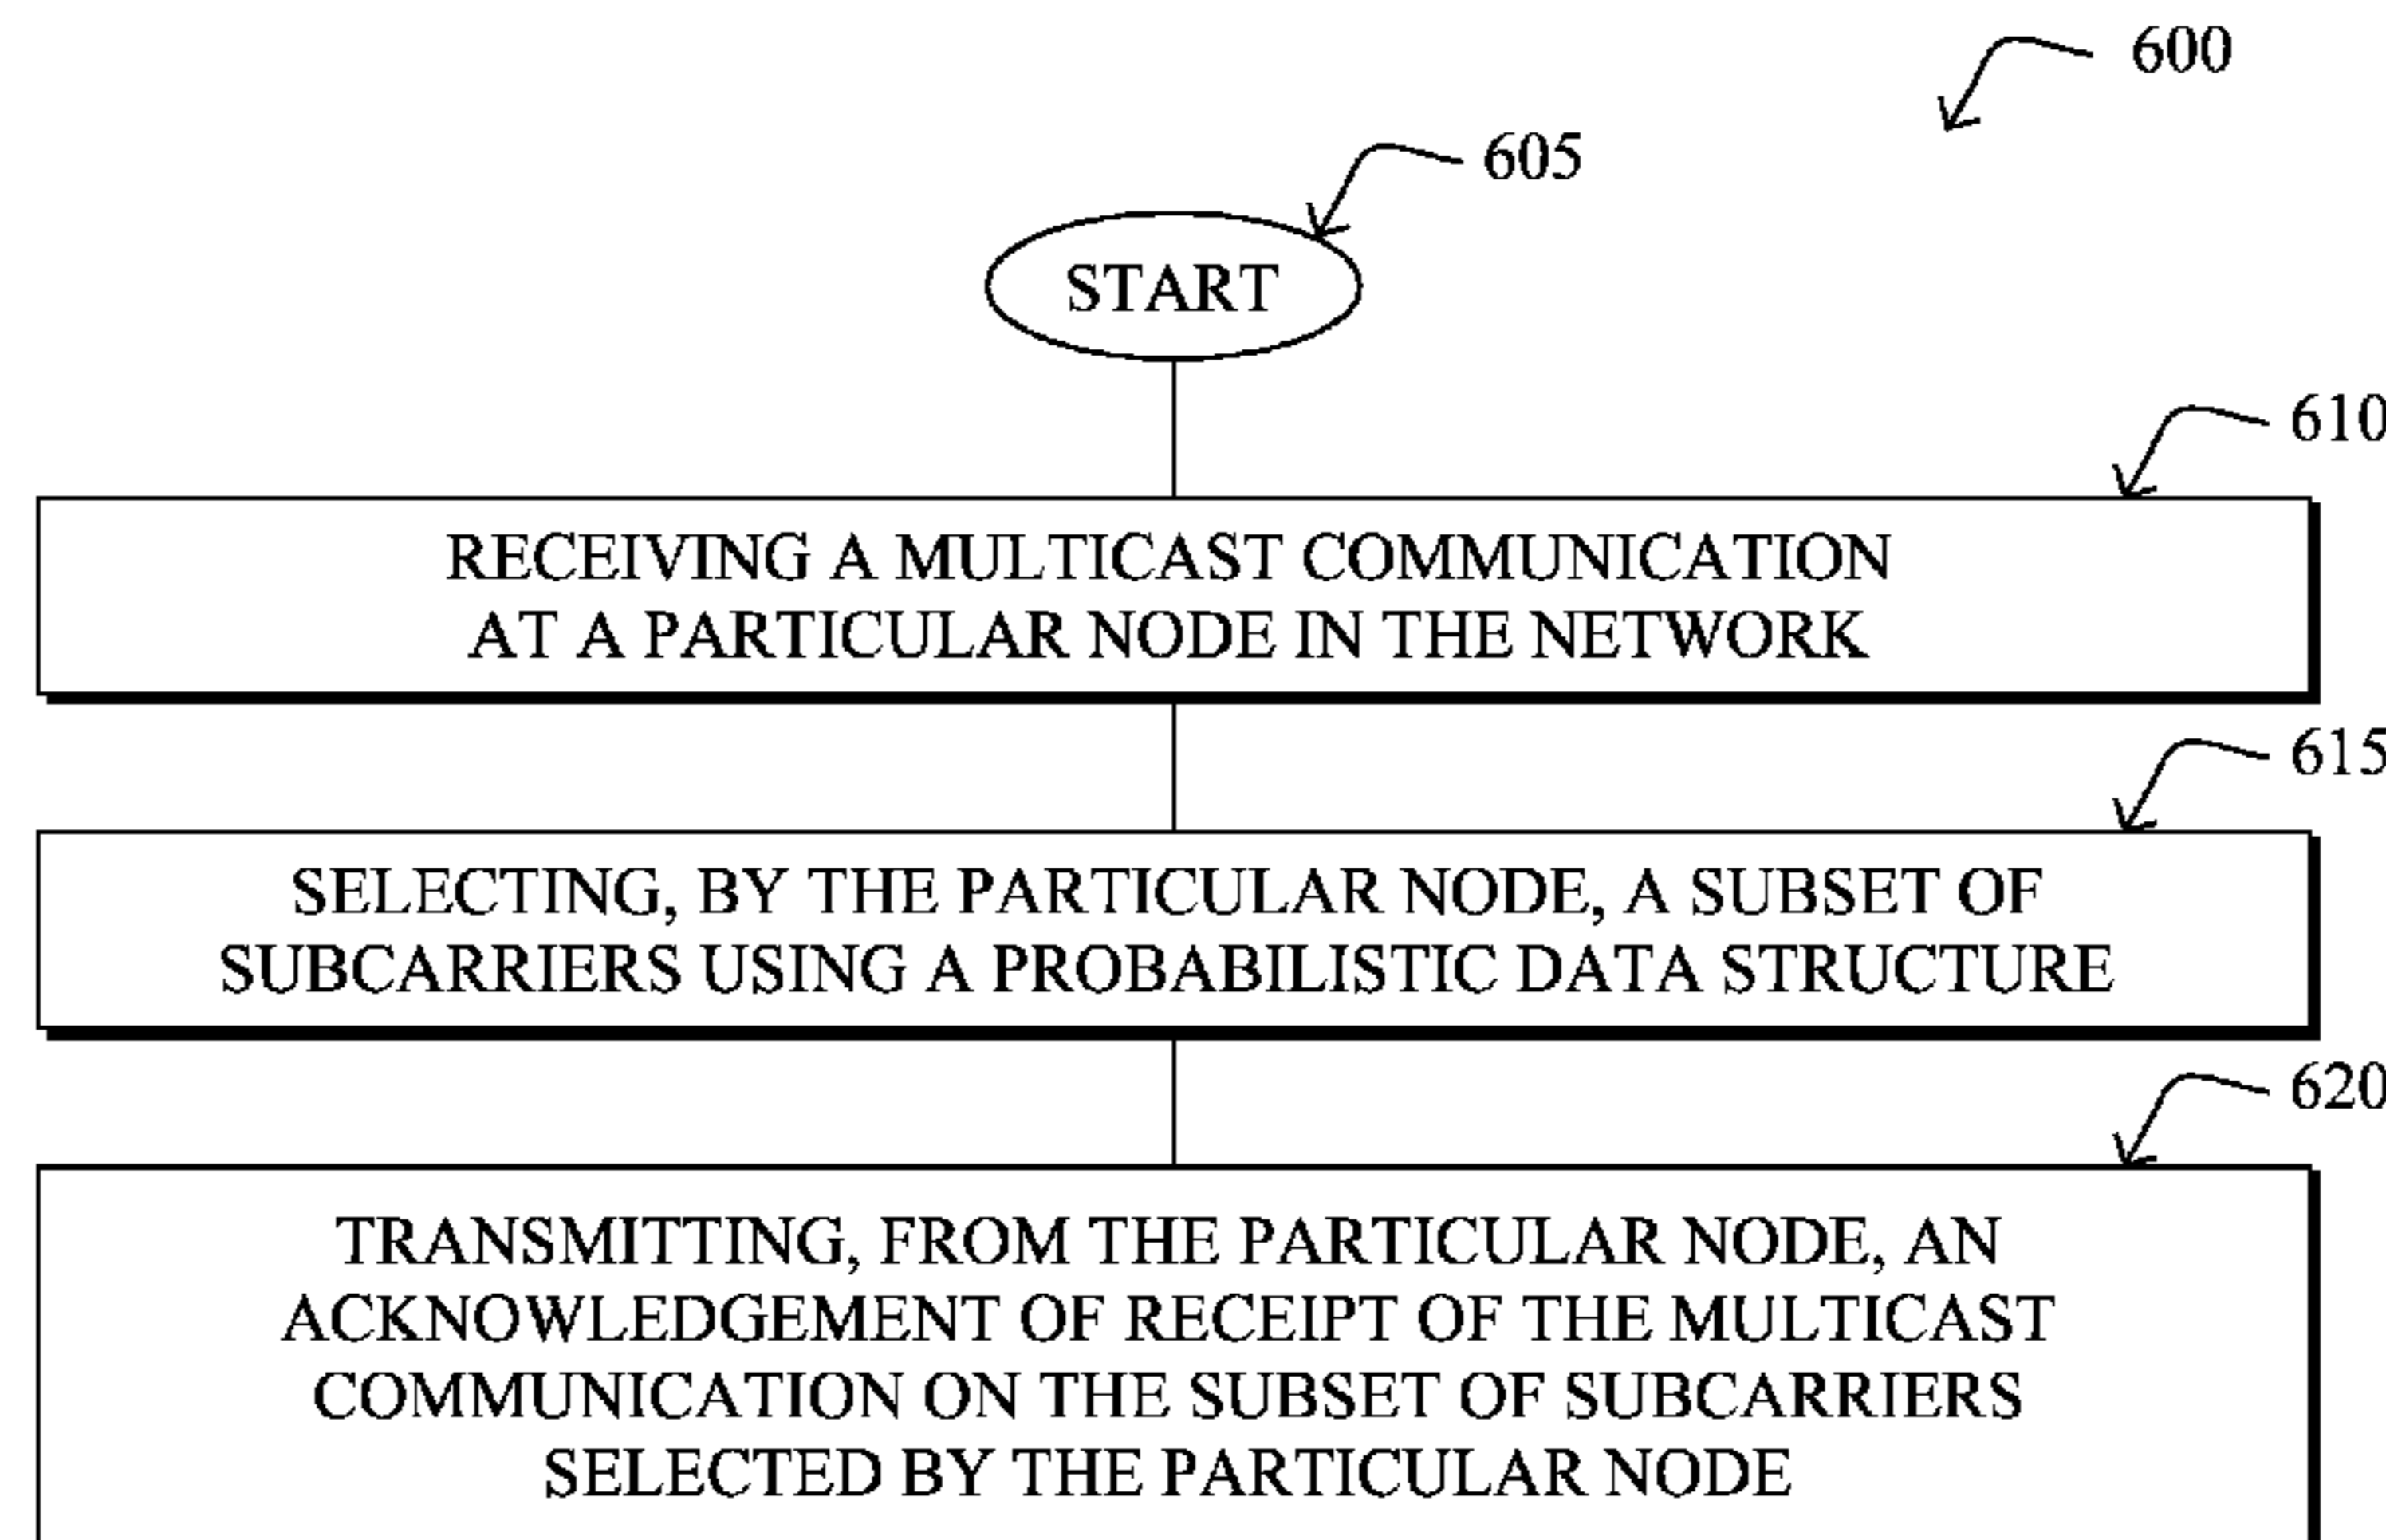 600
605
START
610
RECEIVING A MULTICAST COMMUNICATION
AT A PARTICULAR NODE IN THE NETWORK
615
SELECTING, BY THE PARTICULAR NODE, A SUBSET OF
SUBCARRIERS USING A PROBABILISTIC DATA STRUCTURE
620
TRANSMITTING, FROM THE PARTICULAR NODE, AN
ACKNOWLEDGEMENT OF RECEIPT OF THE MULTICAST
COMMUNICATION ON THE SUBSET OF SUBCARRIERS
SELECTED BY THE PARTICULAR NODE